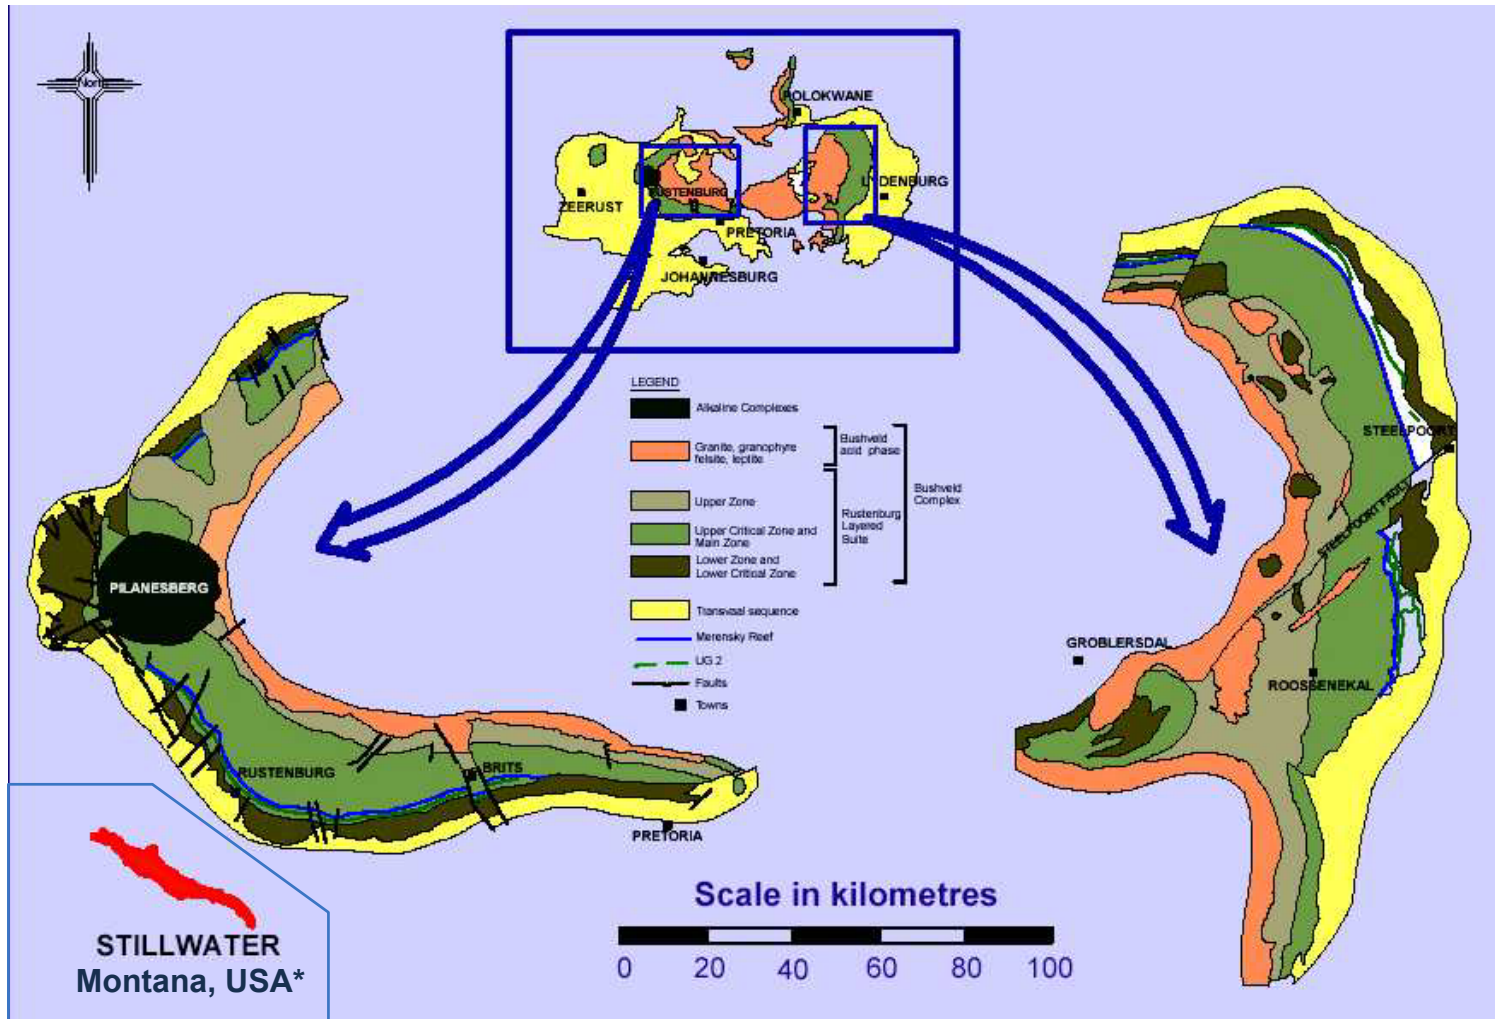 North
POLOKWANE
RUSTENBURG
LYDENBURG
ZEERUST
PRETORIA
JOHANNESBURG
LEGEND
Alkaline Complexes
Granite, granophyre
felsite, leptite
Bushveld
acid phase
Upper Zone
Bushveld
Complex
Rustenburg
Layered
Suite
Upper Critical Zone and
Main Zone
Lower Zone and
Lower Critical Zone
Transvaal sequence
Merensky Reef
UG 2
Faults
Towns
PILANESBERG
RUSTENBURG
BRITS
PRETORIA
STEELPOORT
STEELPOORT FAULT
GROBLERSDAL
ROOSSENEKAL
STILLWATER
Montana, USA*
Scale in kilometres
0 20 40 60 80 100